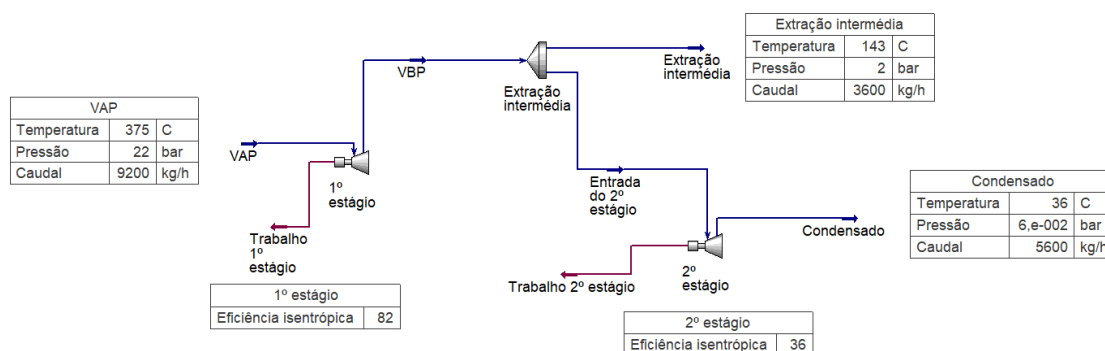 Extração intermédia
Temperatura 143 C
Pressão 2 bar
Caudal 3600 kg/h
VBP
Extração
intermédia
Extração
intermédia
VAP
Temperatura 375 C
Pressão 22 bar
Caudal 9200 kg/h
VAP
1º
estágio
Entrada
do 2º
estágio
Condensado
Temperatura 36 C
Pressão 6,e-002 bar
Caudal 5600 kg/h
Trabalho
1º
estágio
Condensado
2º
estágio
Trabalho 2º estágio
1º estágio
Eficiência isentrópica 82
2º estágio
Eficiência isentrópica 36